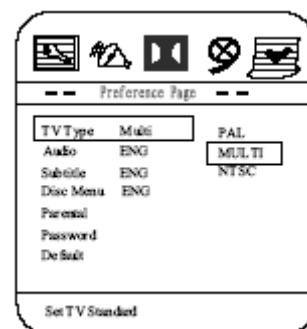 Preference Page
TV Type Multi PAL
Audio ENG MULTI
Subtitle ENG NTSC
Disc Menu ENG
Parental
Password
Default
Set TV Standard